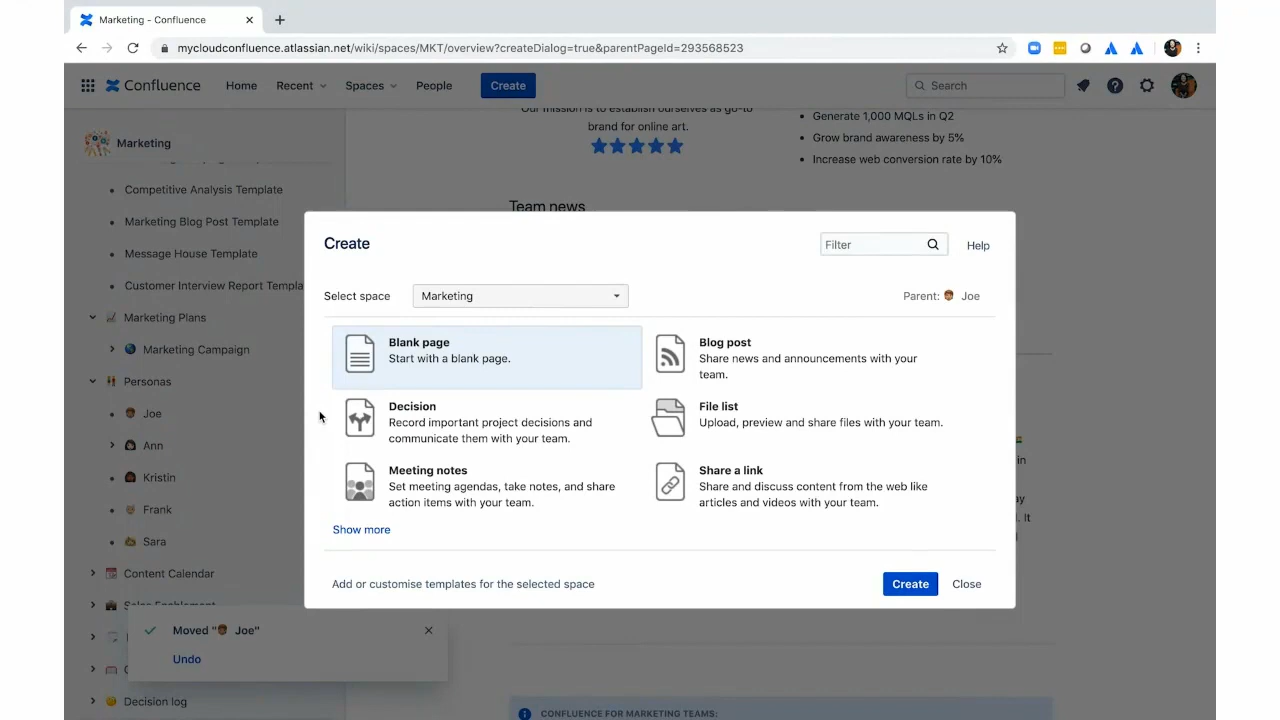 Marketing - Confluence
mycloudconfluence.atlassian.net/wiki/spaces/MKT/overview?createDialog=true&parentPageId=293568523
Confluence Home Recent Spaces People Create Search
Our mission is to establish ourselves as go-to
brand for online art.
Generate 1,000 MQLs in Q2
Grow brand awareness by 5%
Increase web conversion rate by 10%
Team news
Marketing
Competitive Analysis Template
Marketing Blog Post Template
Message House Template
Customer Interview Report Templa
Marketing Plans
Marketing Campaign
Personas
Joe
Ann
Kristin
Frank
Sara
Content Calendar
Sales Enablement
Decision log
Create
Filter
Help
Select space
Marketing
Parent: Joe
Blank page
Start with a blank page.
Blog post
Share news and announcements with your
team.
Decision
Record important project decisions and
communicate them with your team.
File list
Upload, preview and share files with your team.
Meeting notes
Set meeting agendas, take notes, and share
action items with your team.
Share a link
Share and discuss content from the web like
articles and videos with your team.
Show more
Add or customise templates for the selected space
Create
Close
in
ay
. It
Moved " Joe"
Undo
CONFLUENCE FOR MARKETING TEAMS: